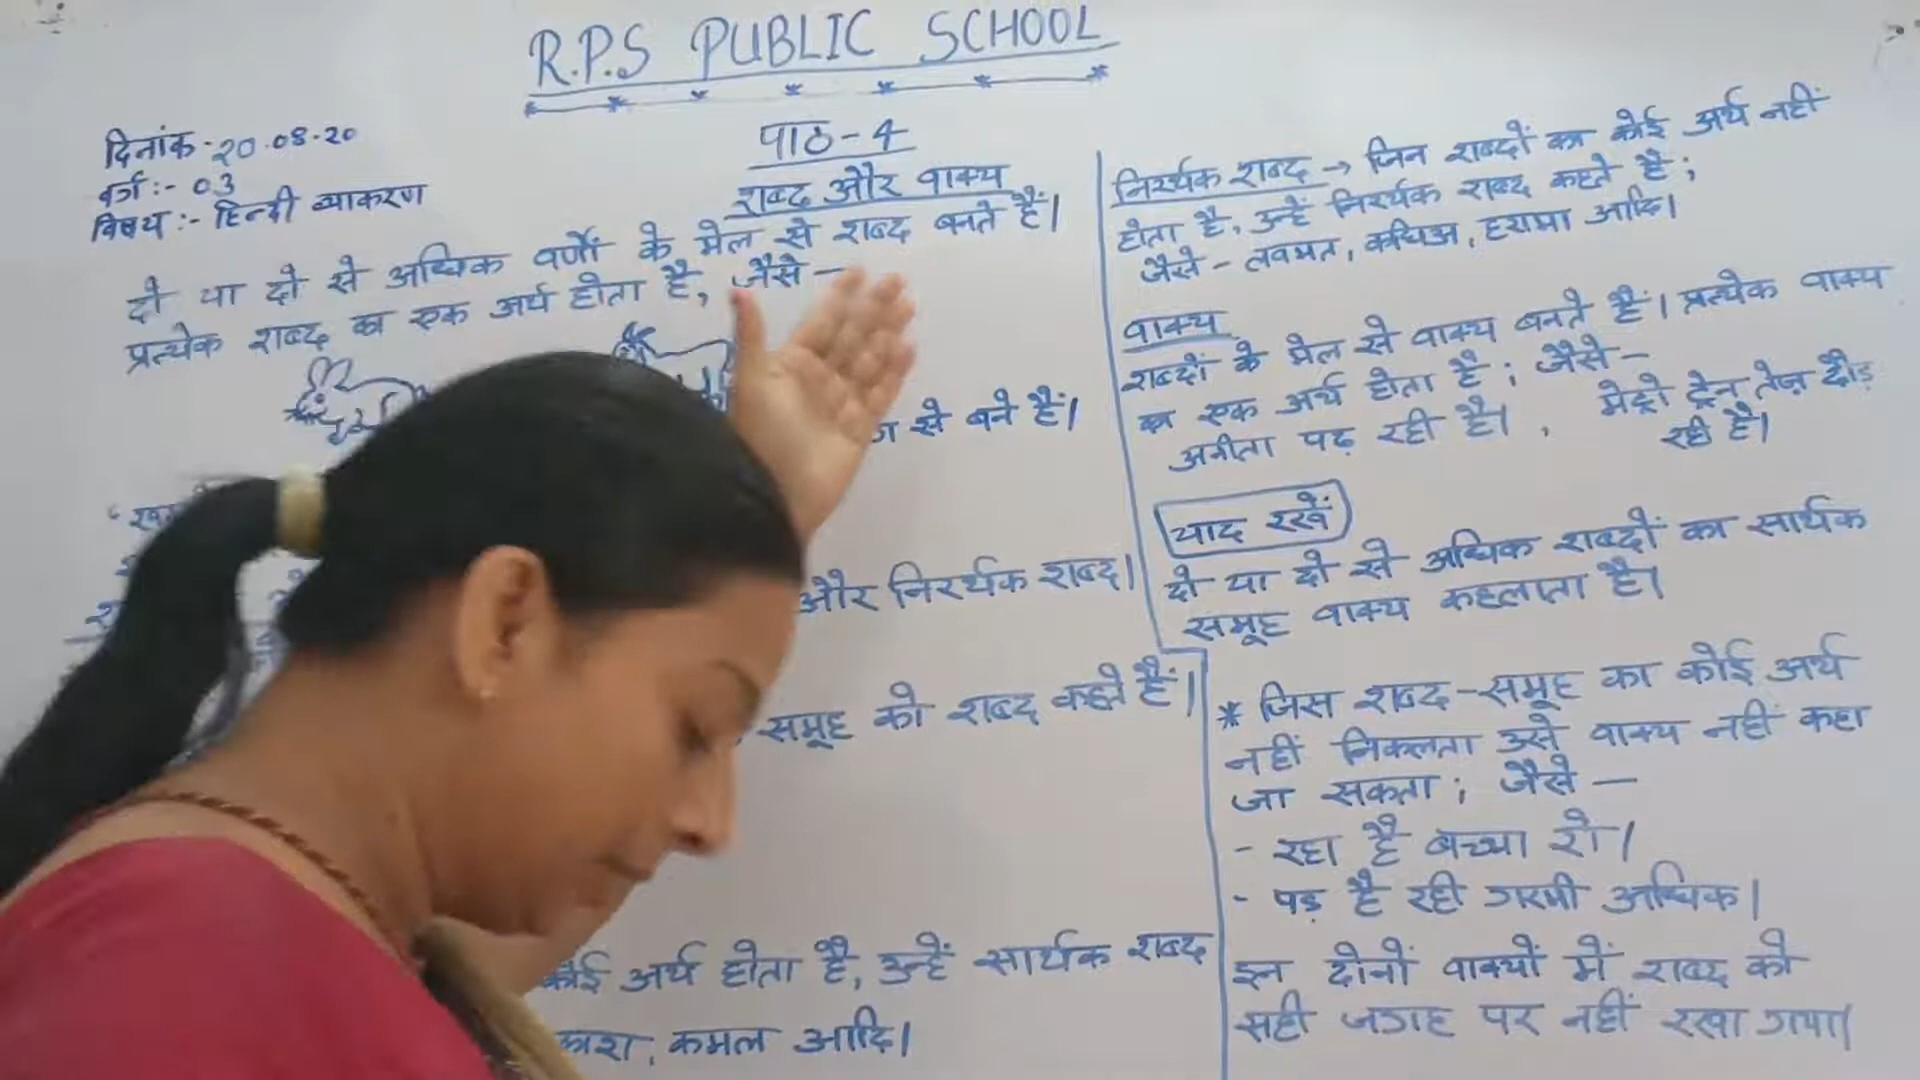 R.P.S PUBLIC SCHOOL
दिनांक - 20.08.20
वर्ग :- 03
विषय :- हिन्दी व्याकरण
पाठ - 4
शब्द और वाक्य
दो या दो से अधिक वर्णों के मेल से शब्द बनते हैं।
प्रत्येक शब्द का एक अर्थ होता है, जैसे —
से बने हैं।
और निरर्थक शब्द।
समूह को शब्द कहते हैं।
कोई अर्थ होता है, उन्हें सार्थक शब्द
कमल आदि।
निरर्थक शब्द → जिन शब्दों का कोई अर्थ नहीं
होता है, उन्हें निरर्थक शब्द कहते है;
जैसे - लवमत, कघिअ, हरामा आदि।
वाक्य
शब्दों के मेल से वाक्य बनते हैं। प्रत्येक वाक्य
का एक अर्थ होता है; जैसे —
अनीता पढ़ रही है। , मेट्रो ट्रेन तेज़ दौड़
रही है।
याद रखें
दो या दो से अधिक शब्दों का सार्थक
समूह वाक्य कहलाता है।
* जिस शब्द-समूह का कोई अर्थ
नहीं निकलता उसे वाक्य नहीं कहा
जा सकता; जैसे —
- रहा है बच्चा रो।
- पड़ है रही गरमी अधिक।
इन दोनों वाक्यों में शब्द को
सही जगह पर नहीं रखा गया।